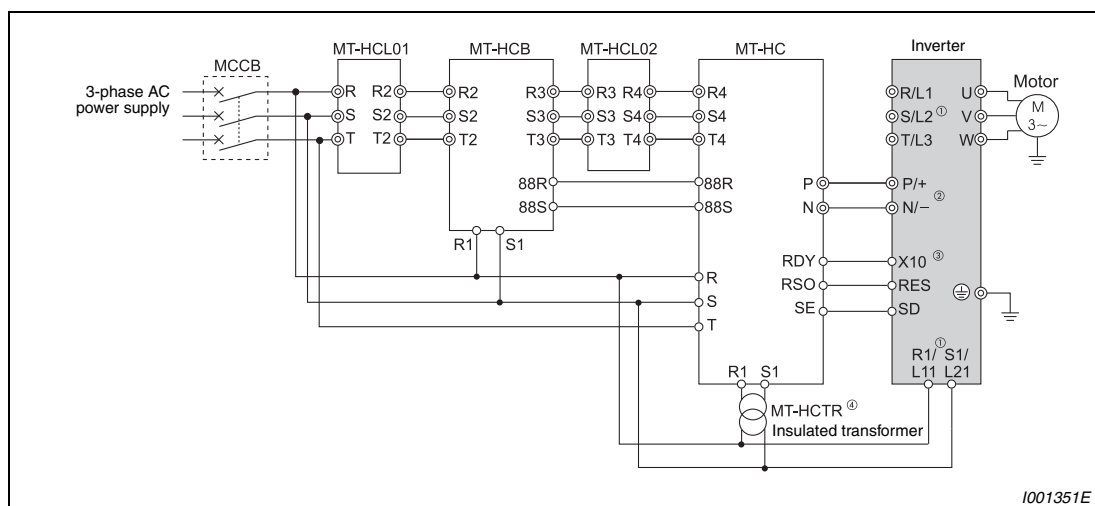 MT-HCL01 MT-HCB MT-HCL02 MT-HC Inverter
MCCB Motor
3-phase AC
power supply
R R2 R2 R3 R3 R4 R4 R/L1 U M
S S2 S2 S3 S3 S4 S4 S/L2 ① V 3~
T T2 T2 T3 T3 T4 T4 T/L3 W
88R 88R P P/+
88S 88S N N/− ②
R1 S1
R RDY X10 ③
S RSO RES
T SE SD
R1 S1 R1/ ① S1/
L11 L21
MT-HCTR ④
Insulated transformer
I001351E